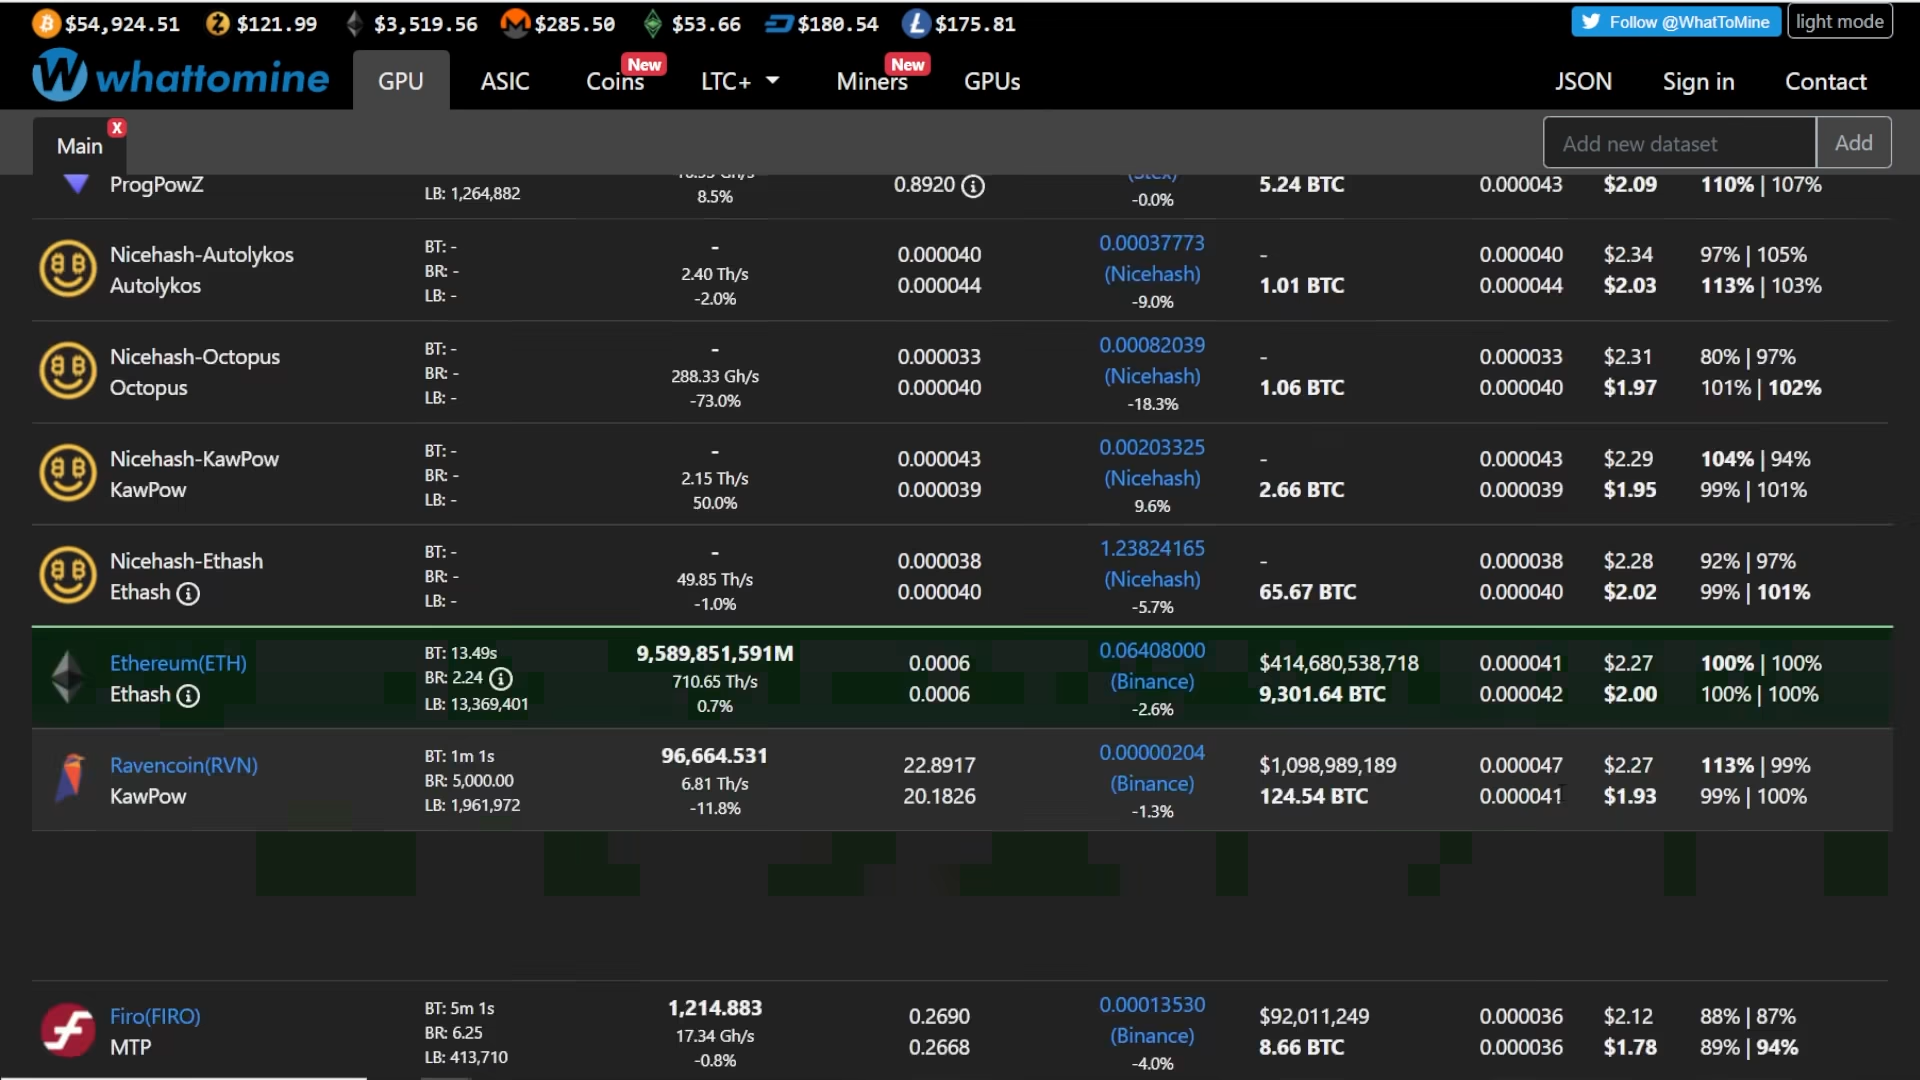 $54,924.51 $121.99 $3,519.56 $285.50 $53.66 $180.54 $175.81 Follow @WhatToMine light mode
whattomine GPU ASIC Coins New LTC+ Miners New GPUs JSON Sign in Contact
Main X Add new dataset Add
ProgPowZ LB: 1,264,882 8.5% 0.8920 -0.0% 5.24 BTC 0.000043 $2.09 110% | 107%
Nicehash-Autolykos BT: - - 0.000040 0.00037773 - 0.000040 $2.34 97% | 105%
Autolykos BR: - 2.40 Th/s 0.000044 (Nicehash) 1.01 BTC 0.000044 $2.03 113% | 103%
LB: - -2.0% -9.0%
Nicehash-Octopus BT: - - 0.000033 0.00082039 - 0.000033 $2.31 80% | 97%
Octopus BR: - 288.33 Gh/s 0.000040 (Nicehash) 1.06 BTC 0.000040 $1.97 101% | 102%
LB: - -73.0% -18.3%
Nicehash-KawPow BT: - - 0.000043 0.00203325 - 0.000043 $2.29 104% | 94%
KawPow BR: - 2.15 Th/s 0.000039 (Nicehash) 2.66 BTC 0.000039 $1.95 99% | 101%
LB: - 50.0% 9.6%
Nicehash-Ethash BT: - - 0.000038 1.23824165 - 0.000038 $2.28 92% | 97%
Ethash BR: - 49.85 Th/s 0.000040 (Nicehash) 65.67 BTC 0.000040 $2.02 99% | 101%
LB: - -1.0% -5.7%
Ethereum(ETH) BT: 13.49s 9,589,851,591M 0.0006 0.06408000 $414,680,538,718 0.000041 $2.27 100% | 100%
Ethash BR: 2.24 710.65 Th/s 0.0006 (Binance) 9,301.64 BTC 0.000042 $2.00 100% | 100%
LB: 13,369,401 0.7% -2.6%
Ravencoin(RVN) BT: 1m 1s 96,664.531 22.8917 0.00000204 $1,098,989,189 0.000047 $2.27 113% | 99%
KawPow BR: 5,000.00 6.81 Th/s 20.1826 (Binance) 124.54 BTC 0.000041 $1.93 99% | 100%
LB: 1,961,972 -11.8% -1.3%
Firo(FIRO) BT: 5m 1s 1,214.883 0.2690 0.00013530 $92,011,249 0.000036 $2.12 88% | 87%
MTP BR: 6.25 17.34 Gh/s 0.2668 (Binance) 8.66 BTC 0.000036 $1.78 89% | 94%
LB: 413,710 -0.8% -4.0%